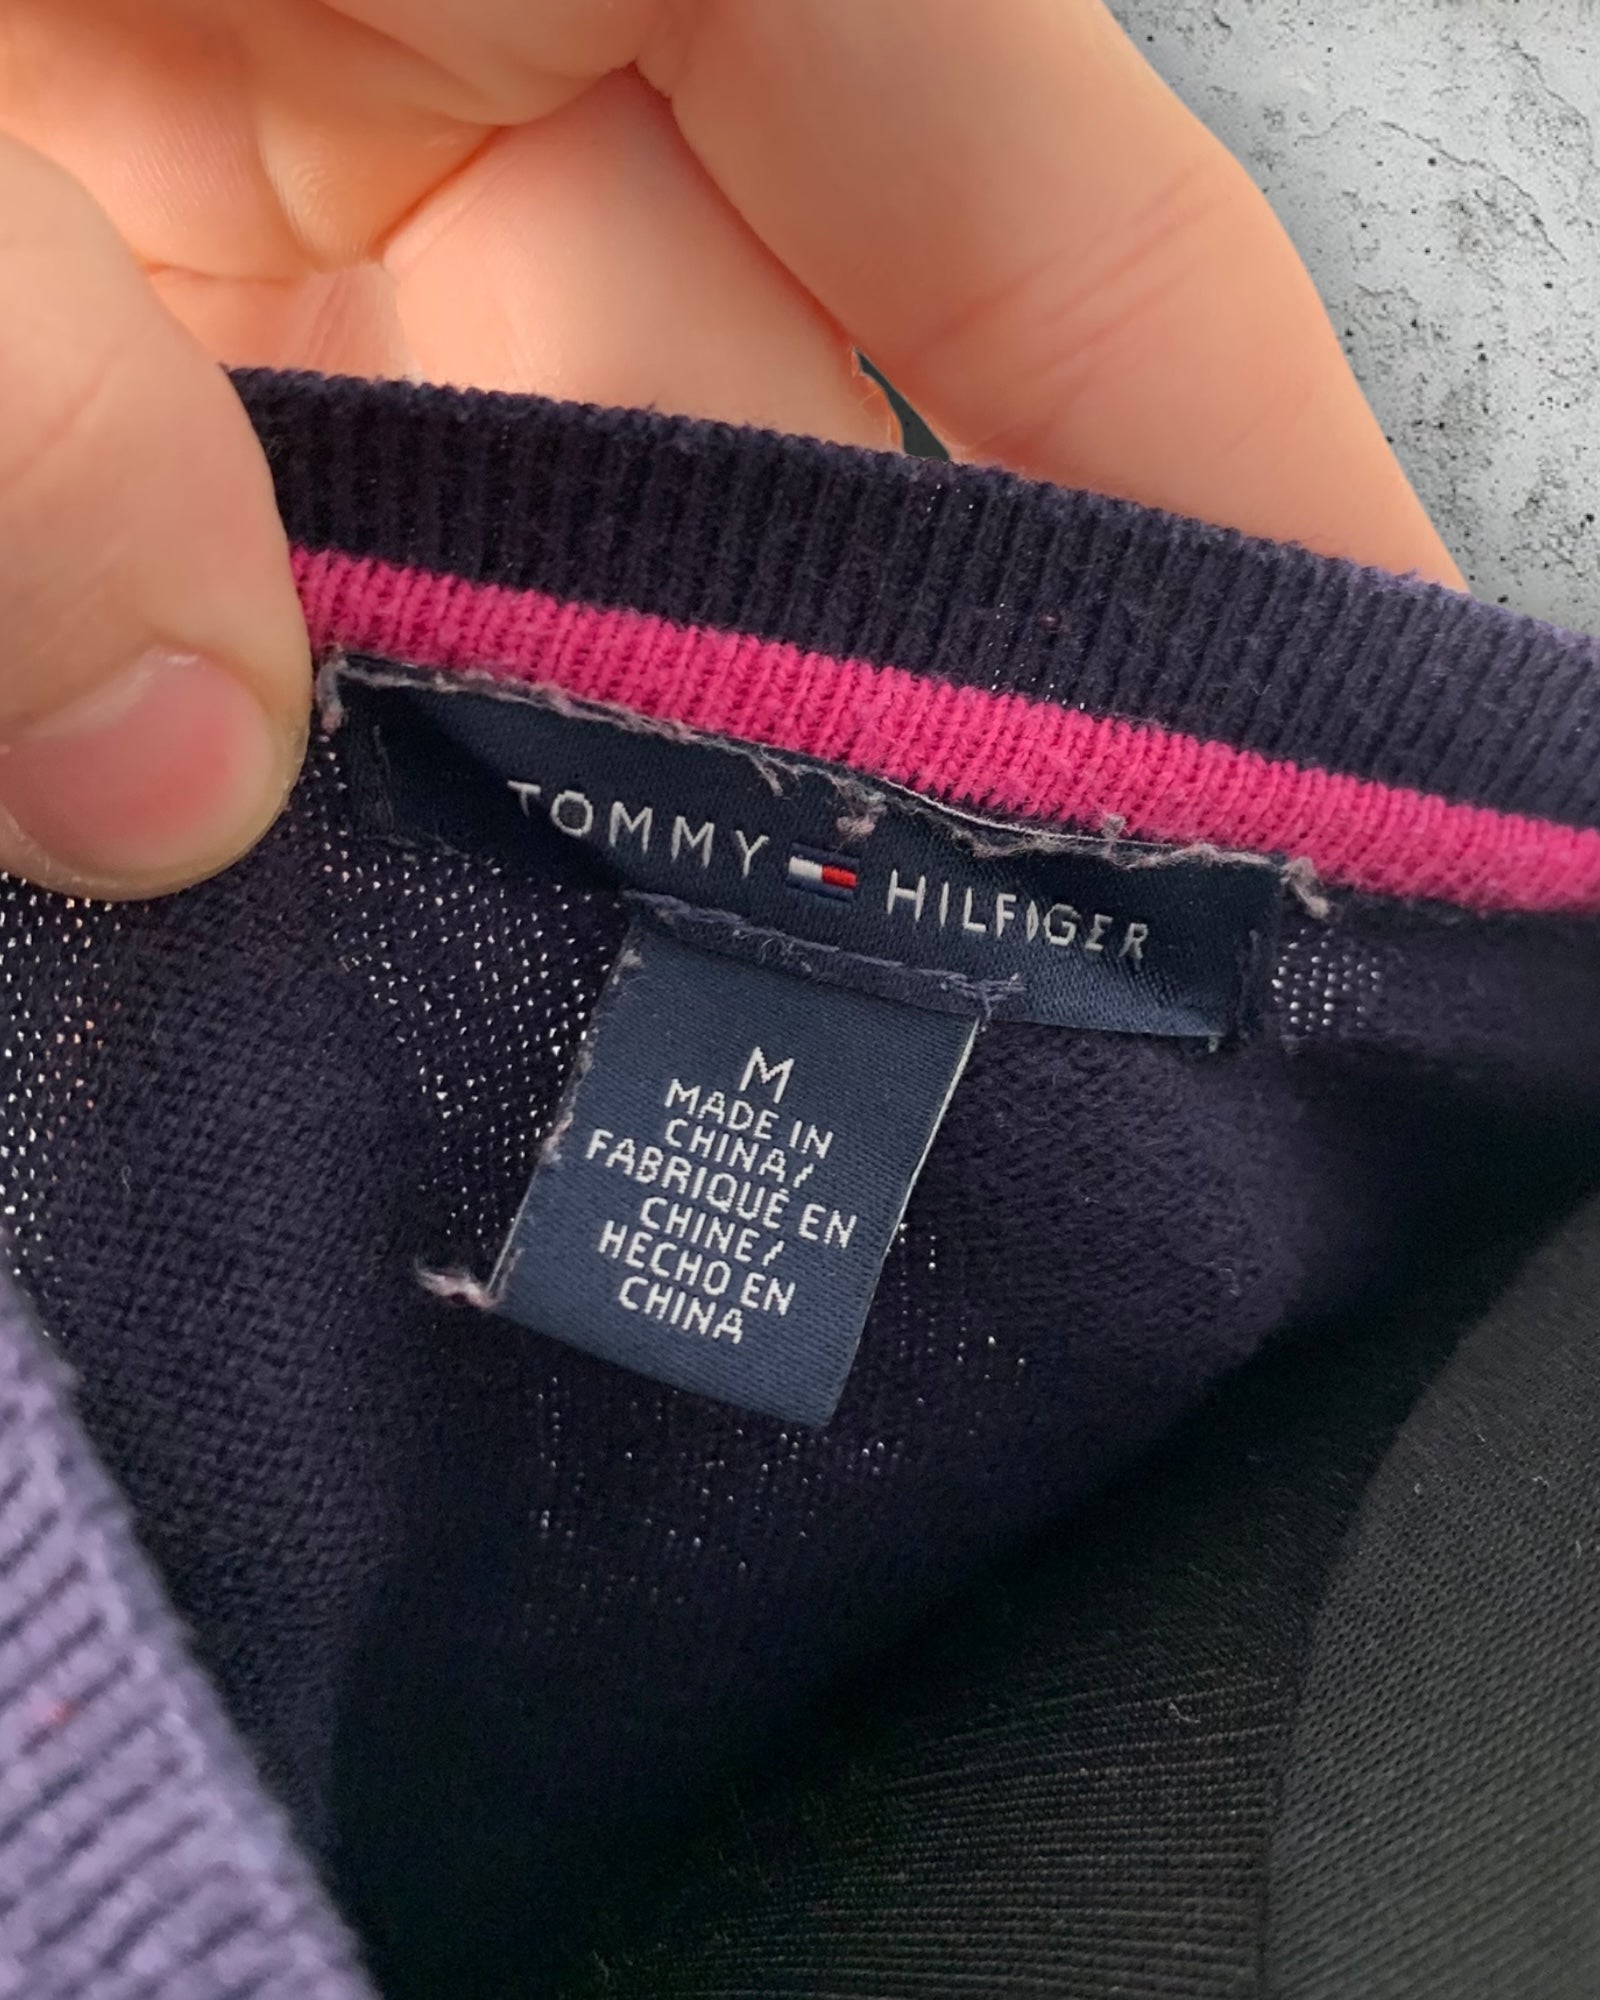 TOMMY HILFIGER
M
MADE IN
CHINA/
FABRIQUÉ EN
CHINE/
HECHO EN
CHINA